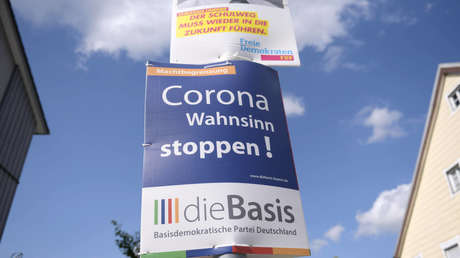 DER SCHULWEG
MUSS WIEDER IN DIE
ZUKUNFT FÜHREN.
Freie
Demokraten
FDP
Machtbegrenzung
Corona
Wahnsinn
stoppen!
dieBasis
Basisdemokratische Partei Deutschland